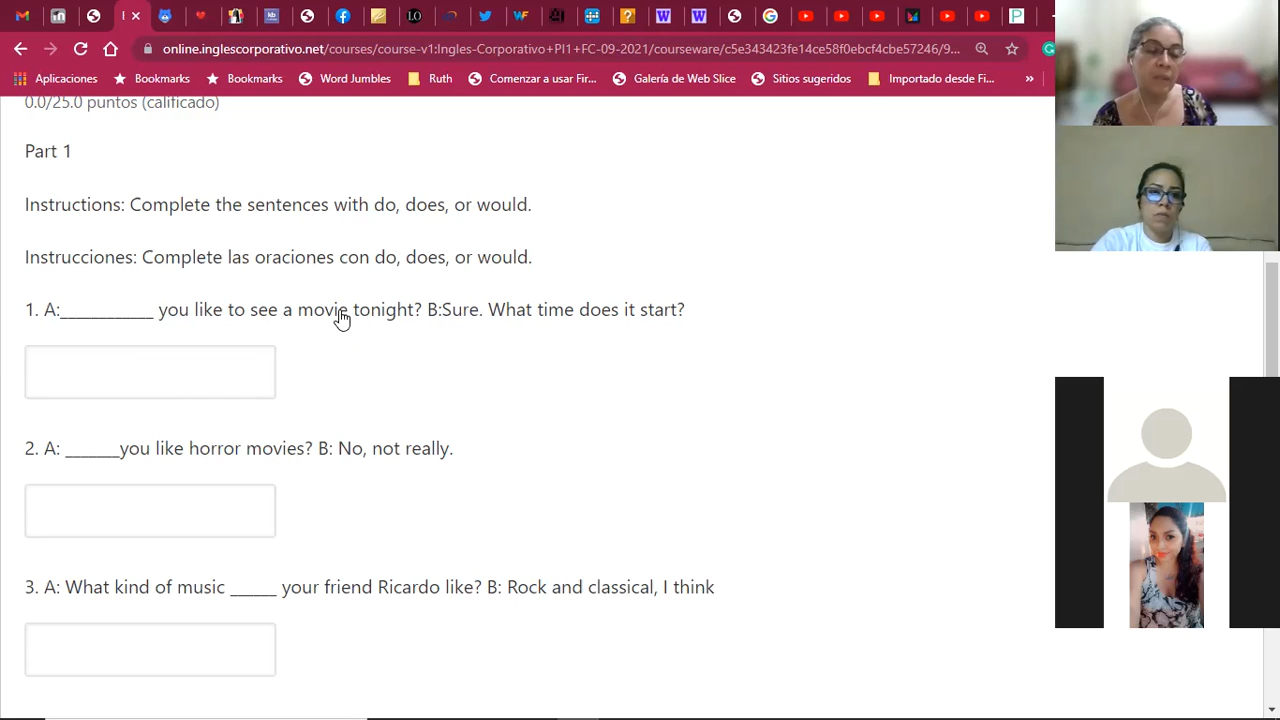 online.inglescorporativo.net/courses/course-v1:Ingles-Corporativo+PI1+FC-09-2021/courseware/c5e343423fe14ce58f0ebcf4cbe57246/9...
Aplicaciones Bookmarks Bookmarks Word Jumbles Ruth Comenzar a usar Fir... Galería de Web Slice Sitios sugeridos Importado desde Fi... »
0.0/25.0 puntos (calificado)
Part 1
Instructions: Complete the sentences with do, does, or would.
Instrucciones: Complete las oraciones con do, does, or would.
1. A:____________ you like to see a movie tonight? B:Sure. What time does it start?
2. A: _______you like horror movies? B: No, not really.
3. A: What kind of music ______ your friend Ricardo like? B: Rock and classical, I think